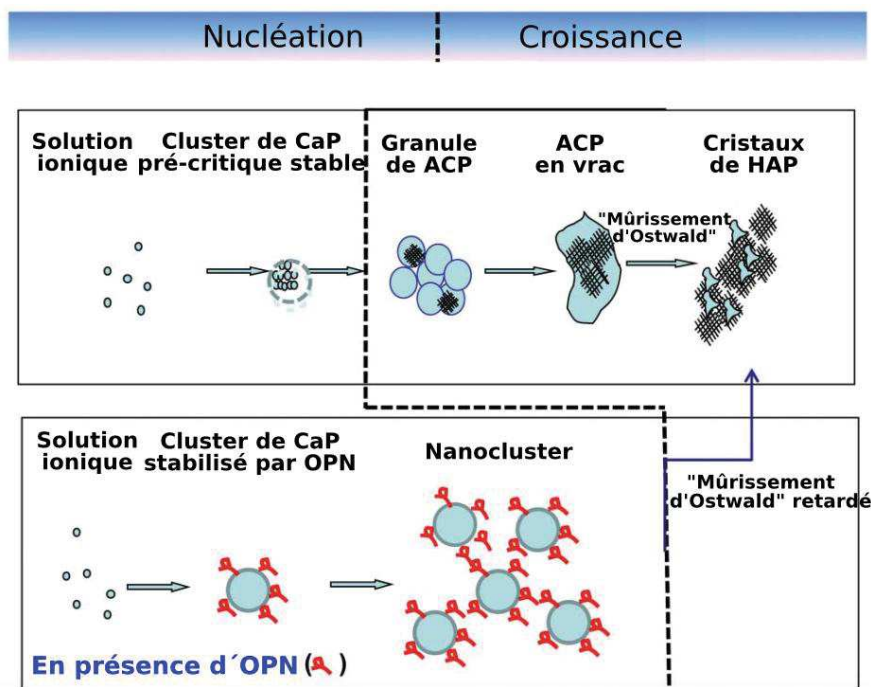 Nucléation
Croissance
Solution
ionique
Cluster de CaP
pré-critique stable
Granule
de ACP
ACP
en vrac
Cristaux
de HAP
"Mûrissement
d'Ostwald"
Solution
ionique
Cluster de CaP
stabilisé par OPN
Nanocluster
"Mûrissement
d'Ostwald" retardé
En présence d´OPN ( )